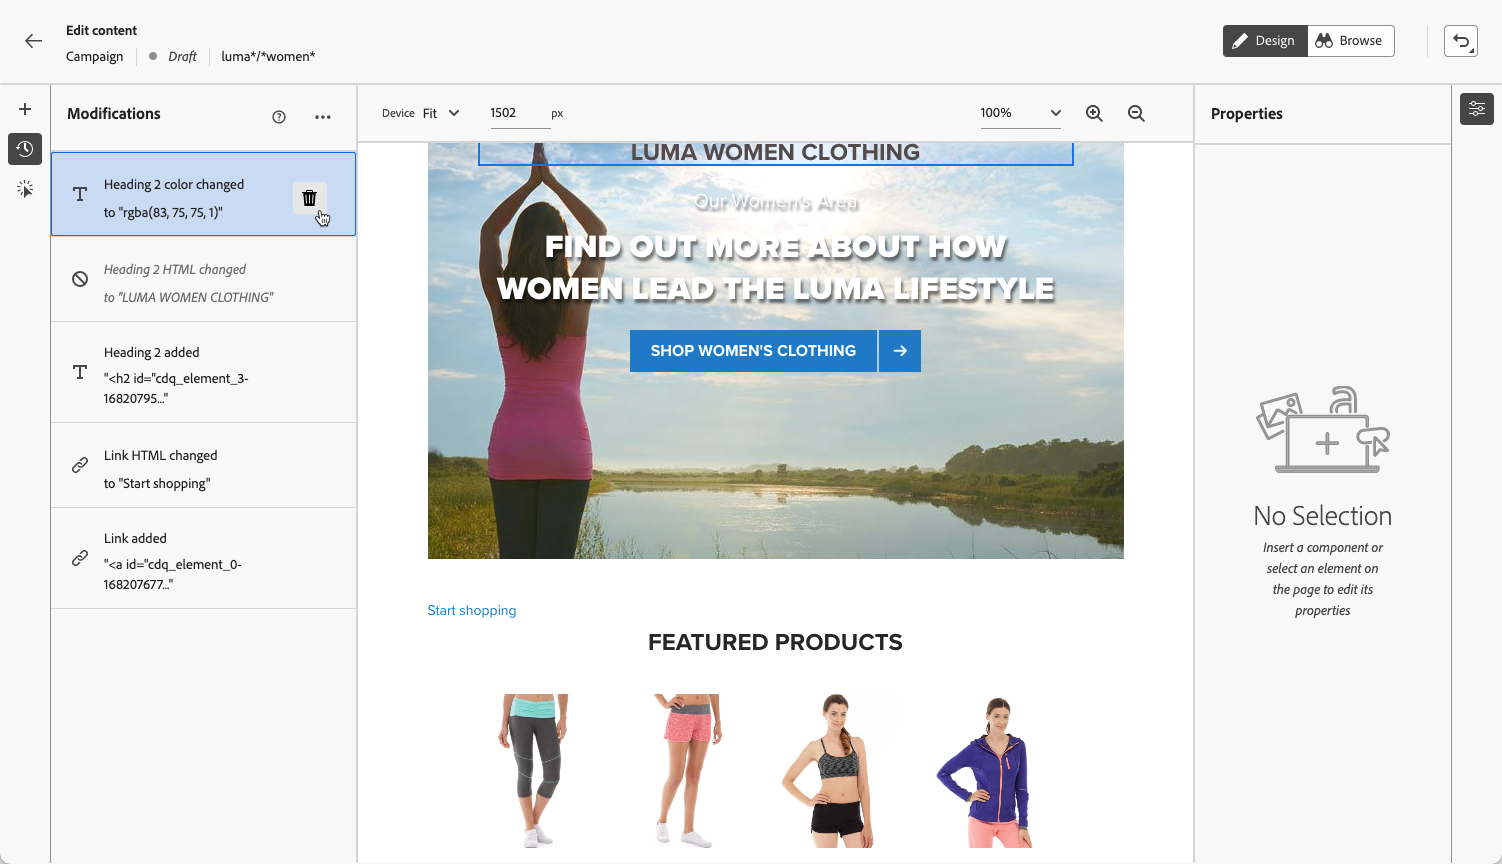 Edit content
Campaign
Draft
luma*/*women*
Design
Browse
Modifications
Device
Fit
1502
px
100%
Properties
Heading 2 color changed
to "rgba(83, 75, 75, 1)"
Heading 2 HTML changed
to "LUMA WOMEN CLOTHING"
Heading 2 added
"<h2 id="cdq_element_3-
16820795..."
Link HTML changed
to "Start shopping"
Link added
"<a id="cdq_element_0-
168207677..."
LUMA WOMEN CLOTHING
Our Women's Area
FIND OUT MORE ABOUT HOW
WOMEN LEAD THE LUMA LIFESTYLE
SHOP WOMEN'S CLOTHING
Start shopping
FEATURED PRODUCTS
No Selection
Insert a component or
select an element on
the page to edit its
properties